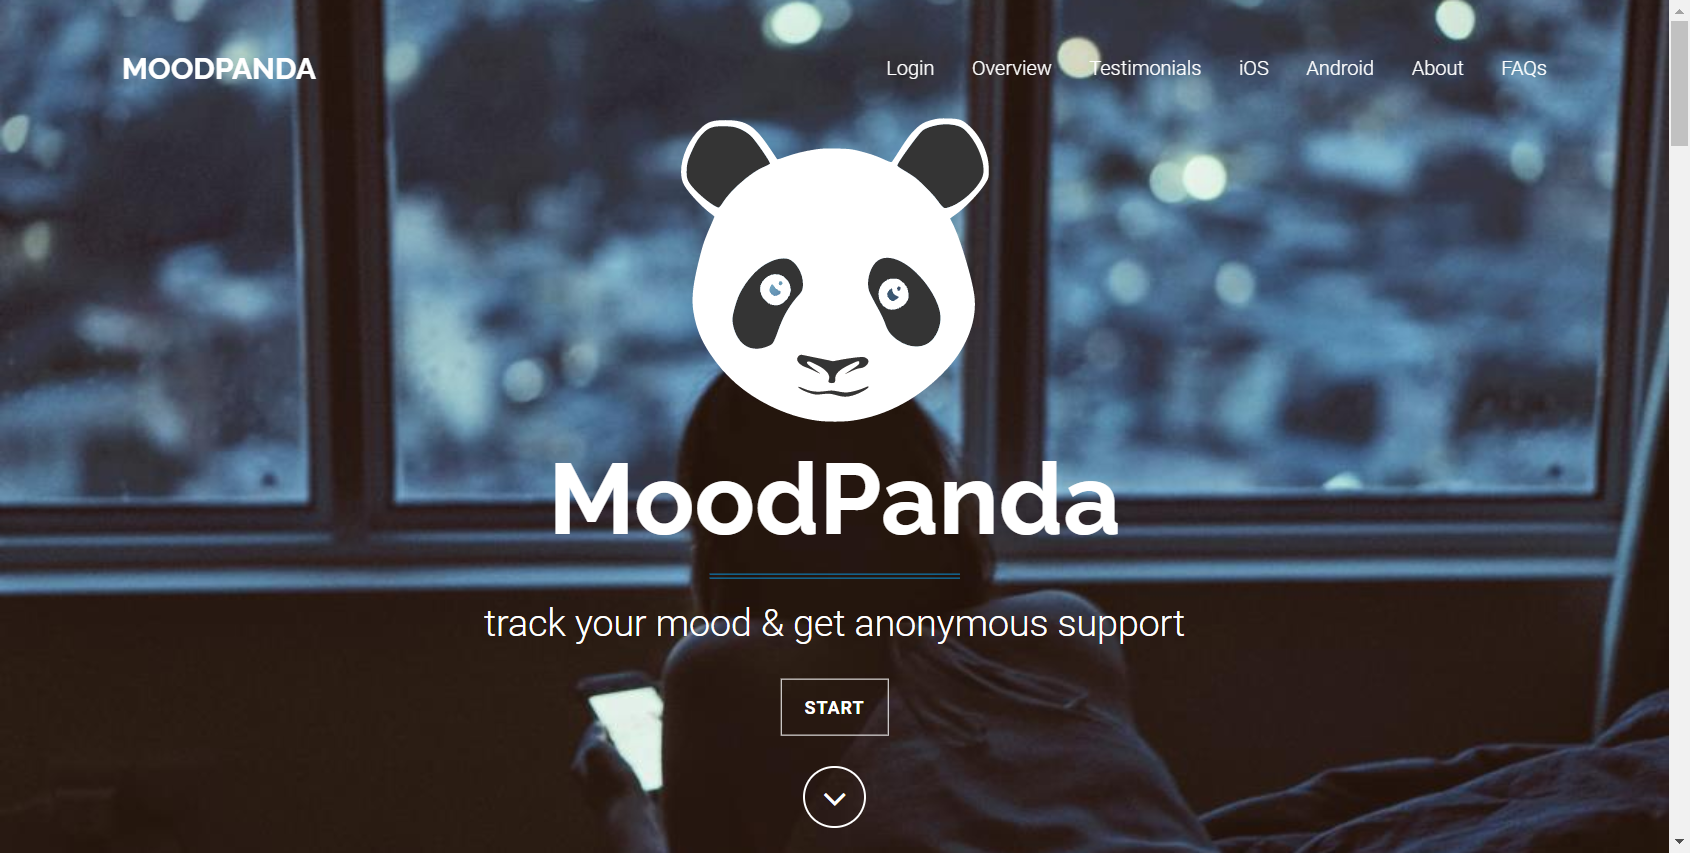 MOODPANDA
Login Overview Testimonials iOS Android About FAQs
MoodPanda
track your mood & get anonymous support
START